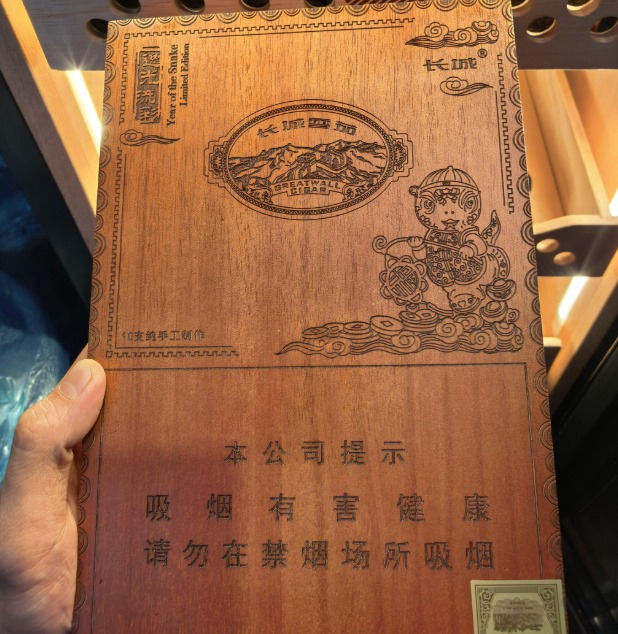 Year of the Snake
Limited Edition
长城®
长城雪茄
GREATWALL
CIGAR
10支纯手工制作
本公司提示
吸烟有害健康
请勿在禁烟场所吸烟